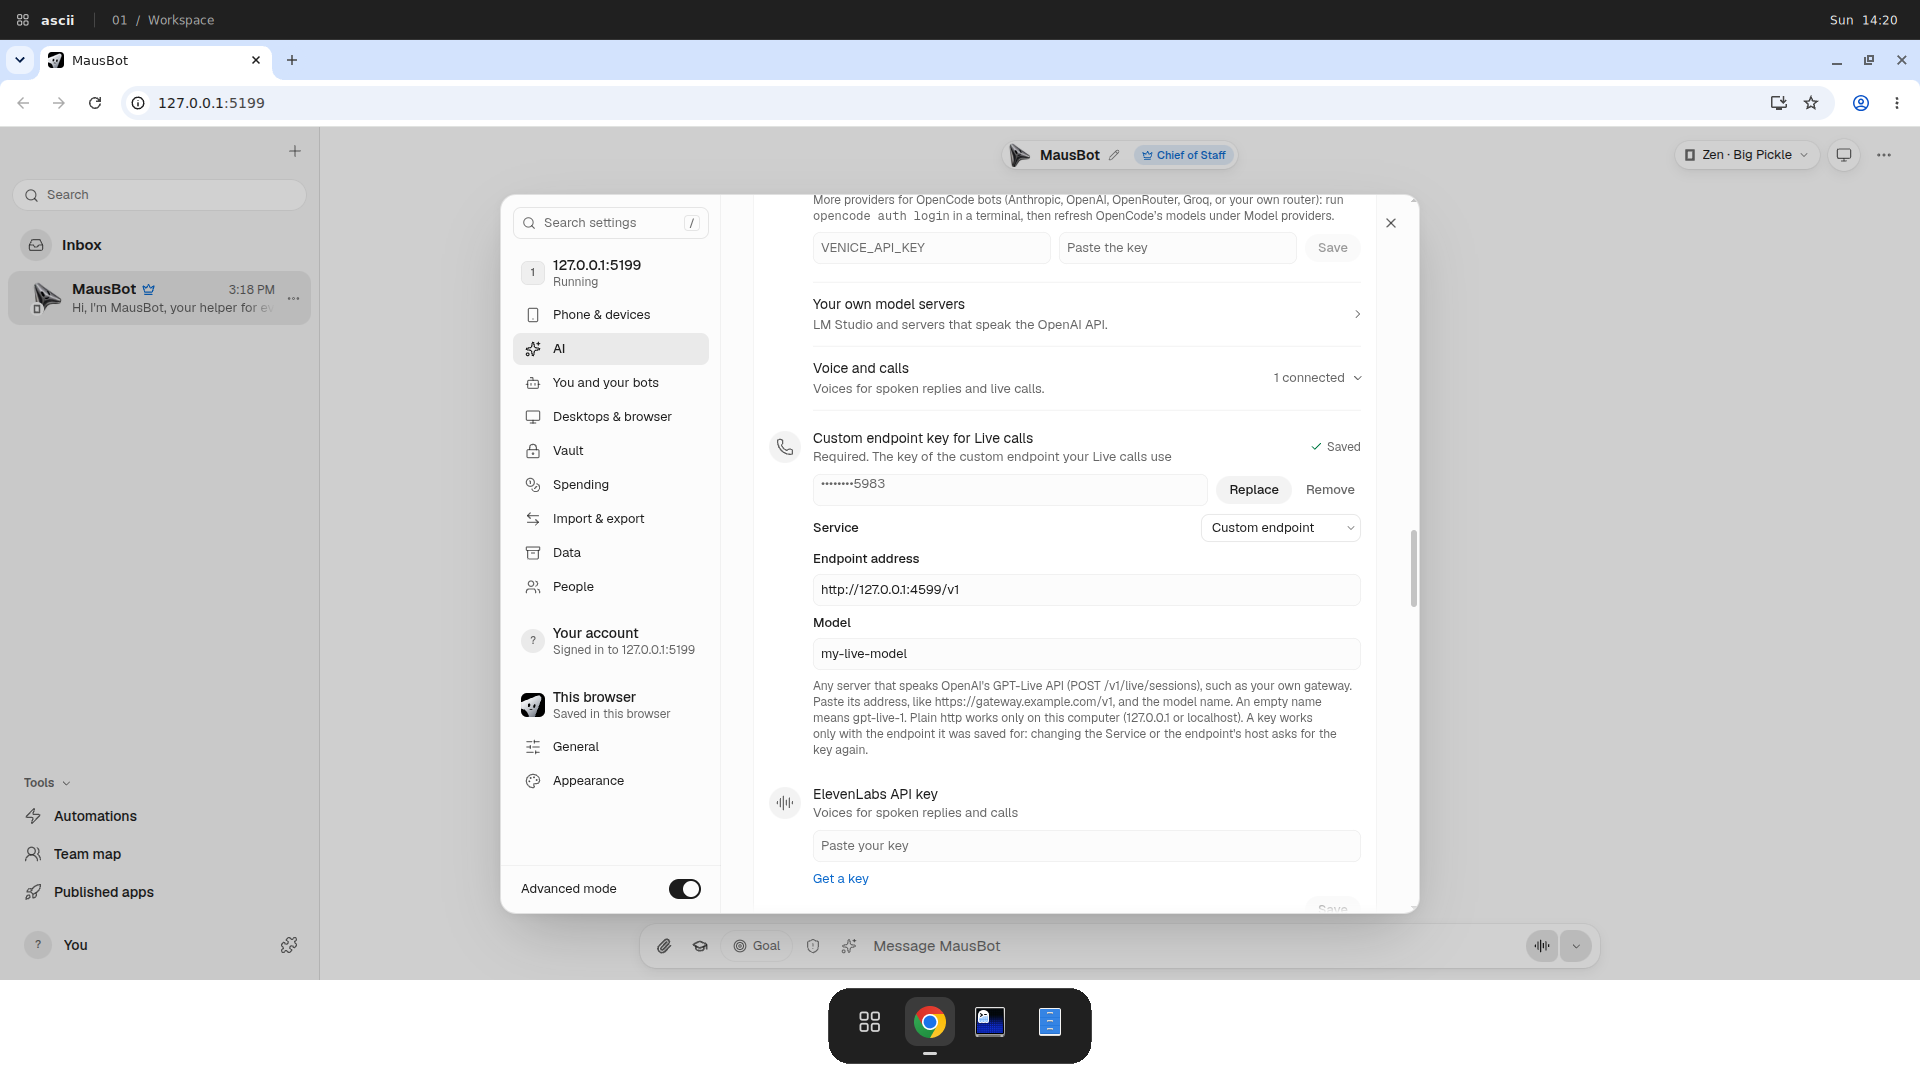 ascii
01 / Workspace
Sun 14:20
MausBot
127.0.0.1:5199
Search
Inbox
MausBot
3:18 PM
Hi, I'm MausBot, your helper for ev
Tools
Automations
Team map
Published apps
? You
MausBot
Chief of Staff
Zen · Big Pickle
Search settings /
1 127.0.0.1:5199
Running
Phone & devices
AI
You and your bots
Desktops & browser
Vault
Spending
Import & export
Data
People
? Your account
Signed in to 127.0.0.1:5199
This browser
Saved in this browser
General
Appearance
Advanced mode
More providers for OpenCode bots (Anthropic, OpenAI, OpenRouter, Groq, or your own router): run
opencode auth login in a terminal, then refresh OpenCode's models under Model providers.
VENICE_API_KEY
Paste the key
Save
Your own model servers
LM Studio and servers that speak the OpenAI API.
Voice and calls
Voices for spoken replies and live calls.
1 connected
Custom endpoint key for Live calls
Required. The key of the custom endpoint your Live calls use
Saved
••••••••5983
Replace
Remove
Service
Custom endpoint
Endpoint address
http://127.0.0.1:4599/v1
Model
my-live-model
Any server that speaks OpenAI's GPT-Live API (POST /v1/live/sessions), such as your own gateway.
Paste its address, like https://gateway.example.com/v1, and the model name. An empty name
means gpt-live-1. Plain http works only on this computer (127.0.0.1 or localhost). A key works
only with the endpoint it was saved for: changing the Service or the endpoint's host asks for the
key again.
ElevenLabs API key
Voices for spoken replies and calls
Paste your key
Get a key
Save
Goal
Message MausBot